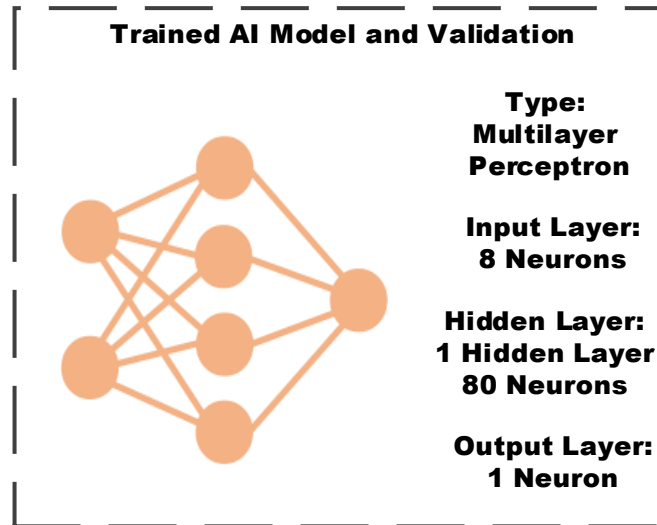 Trained AI Model and Validation
Type:
Multilayer
Perceptron
Input Layer:
8 Neurons
Hidden Layer:
1 Hidden Layer
80 Neurons
Output Layer:
1 Neuron